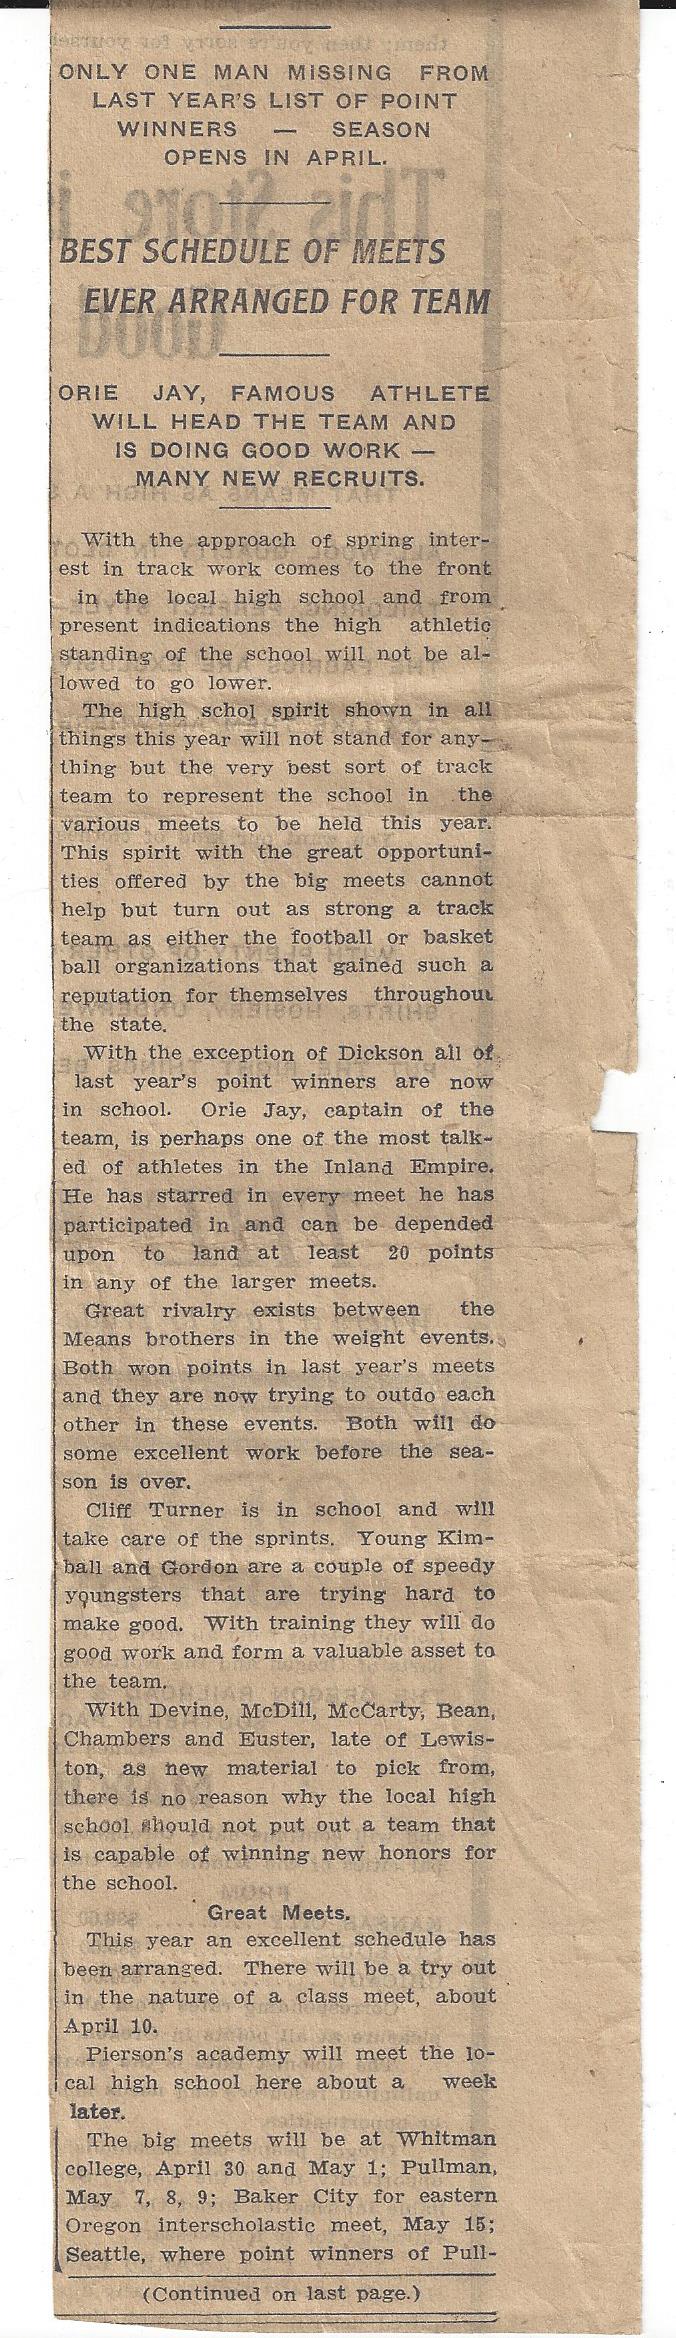 ONLY ONE MAN MISSING FROM
LAST YEAR'S LIST OF POINT
WINNERS — SEASON
OPENS IN APRIL.
BEST SCHEDULE OF MEETS
EVER ARRANGED FOR TEAM
ORIE JAY, FAMOUS ATHLETE
WILL HEAD THE TEAM AND
IS DOING GOOD WORK —
MANY NEW RECRUITS.
With the approach of spring inter-
est in track work comes to the front
in the local high school and from
present indications the high athletic
standing of the school will not be al-
lowed to go lower.
The high schol spirit shown in all
things this year will not stand for any-
thing but the very best sort of track
team to represent the school in the
various meets to be held this year.
This spirit with the great opportuni-
ties offered by the big meets cannot
help but turn out as strong a track
team as either the football or basket
ball organizations that gained such a
reputation for themselves throughout
the state.
With the exception of Dickson all of
last year's point winners are now
in school. Orie Jay, captain of the
team, is perhaps one of the most talk-
ed of athletes in the Inland Empire.
He has starred in every meet he has
participated in and can be depended
upon to land at least 20 points
in any of the larger meets.
Great rivalry exists between the
Means brothers in the weight events.
Both won points in last year's meets
and they are now trying to outdo each
other in these events. Both will do
some excellent work before the sea-
son is over.
Cliff Turner is in school and will
take care of the sprints. Young Kim-
ball and Gordon are a couple of speedy
youngsters that are trying hard to
make good. With training they will do
good work and form a valuable asset to
the team.
With Devine, McDill, McCarty, Bean,
Chambers and Euster, late of Lewis-
ton, as new material to pick from,
there is no reason why the local high
school should not put out a team that
is capable of winning new honors for
the school.
Great Meets.
This year an excellent schedule has
been arranged. There will be a try out
in the nature of a class meet, about
April 10.
Pierson's academy will meet the lo-
cal high school here about a week
later.
The big meets will be at Whitman
college, April 30 and May 1; Pullman,
May 7, 8, 9; Baker City for eastern
Oregon interscholastic meet, May 15;
Seattle, where point winners of Pull-
(Continued on last page.)